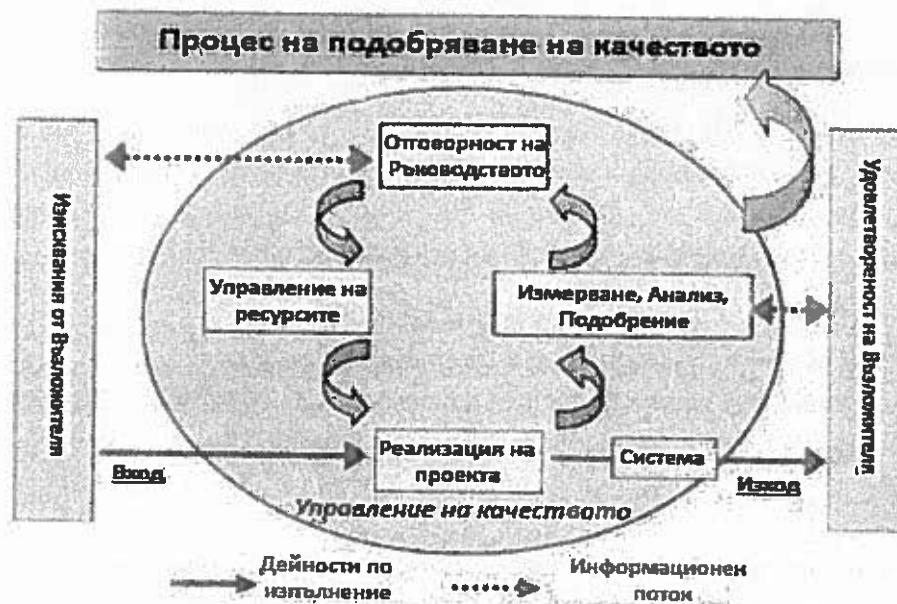 Процес на подобряване на качеството
Изисквания от Възложителя
Отговорност на
Ръководството
Удовлетвореност на Възложителя
Управление на
ресурсите
Измерване, Анализ,
Подобрение
Реализация на
проекта
Система
Вход
Изход
Управление на качеството
Дейности по
изпълнение
Информационен
поток